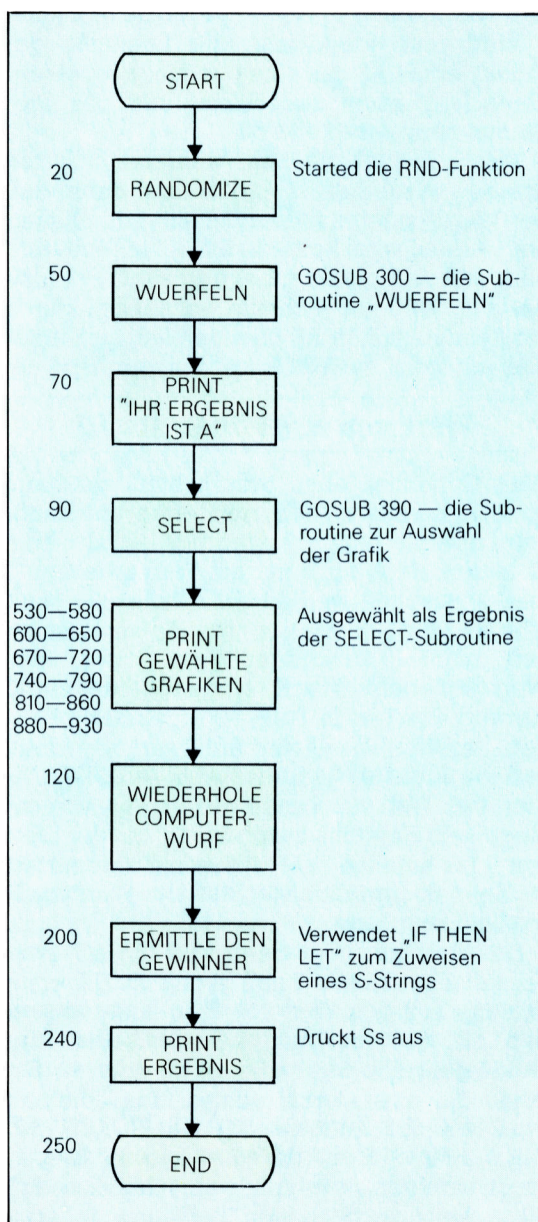 START
20
RANDOMIZE
Started die RND-Funktion
50
WUERFELN
GOSUB 300 — die Sub-
routine „WUERFELN“
70
PRINT
„IHR ERGEBNIS
IST A“
90
SELECT
GOSUB 390 — die Sub-
routine zur Auswahl
der Grafik
530—580
600—650
670—720
740—790
810—860
880—930
PRINT
GEWÄHLTE
GRAFIKEN
Ausgewählt als Ergebnis
der SELECT-Subroutine
120
WIEDERHOLE
COMPUTER-
WURF
200
ERMITTLE DEN
GEWINNER
Verwendet „IF THEN
LET“ zum Zuweisen
eines S-Strings
240
PRINT
ERGEBNIS
Druckt Ss aus
250
END